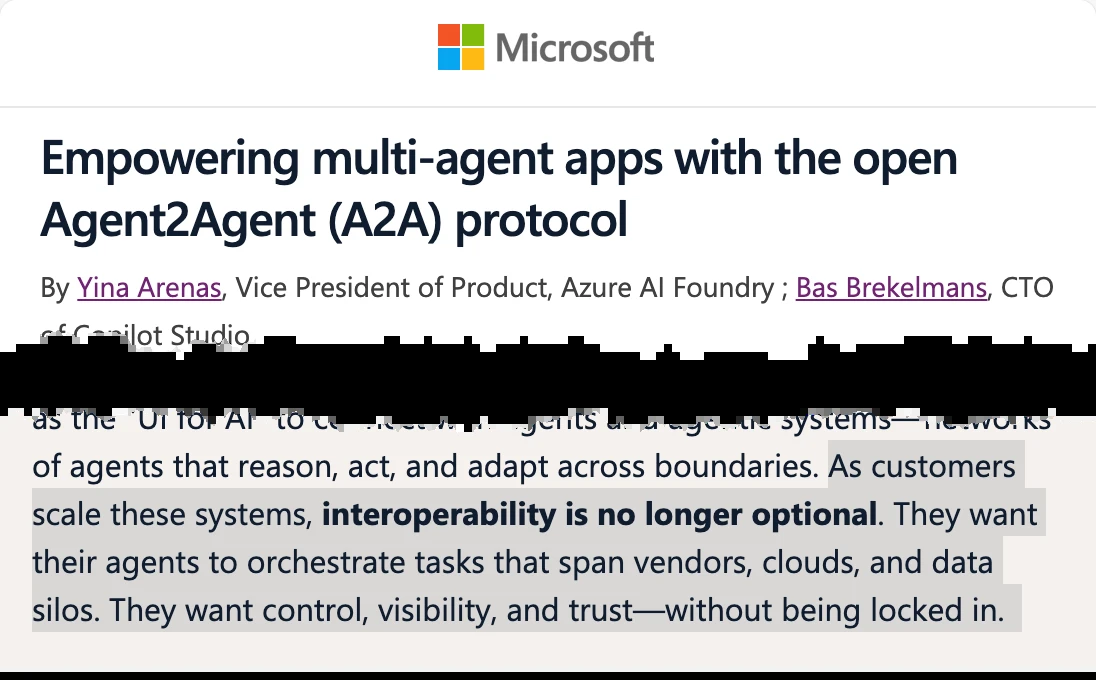 Microsoft
Empowering multi-agent apps with the open
Agent2Agent (A2A) protocol
By Yina Arenas, Vice President of Product, Azure AI Foundry ; Bas Brekelmans, CTO
of Copilot Studio
as the "UI for AI" to connect with agents and agentic systems—networks
of agents that reason, act, and adapt across boundaries. As customers
scale these systems, interoperability is no longer optional. They want
their agents to orchestrate tasks that span vendors, clouds, and data
silos. They want control, visibility, and trust—without being locked in.